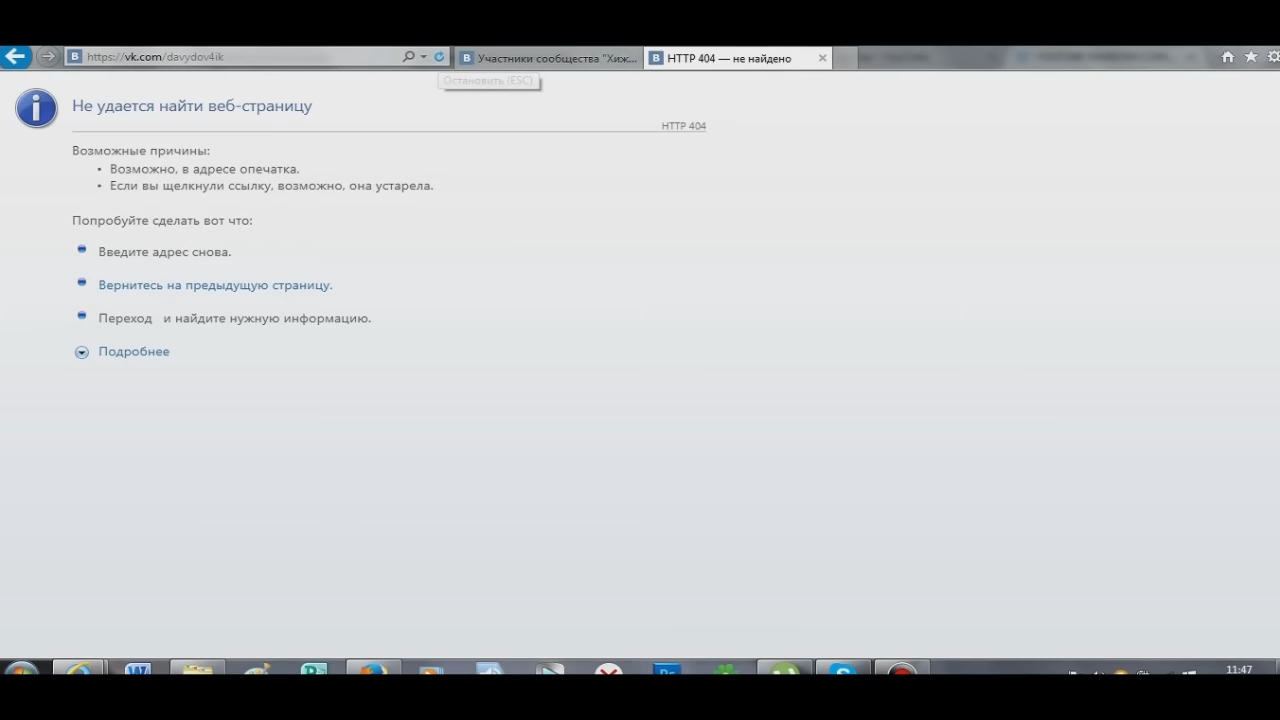 https://vk.com/davydov4ik
Участники сообщества "Хиж...
HTTP 404 — не найдено
Остановить (ESC)
Не удается найти веб-страницу
HTTP 404
Возможные причины:
• Возможно, в адресе опечатка.
• Если вы щелкнули ссылку, возможно, она устарела.
Попробуйте сделать вот что:
Введите адрес снова.
Вернитесь на предыдущую страницу.
Переход и найдите нужную информацию.
Подробнее
11:47